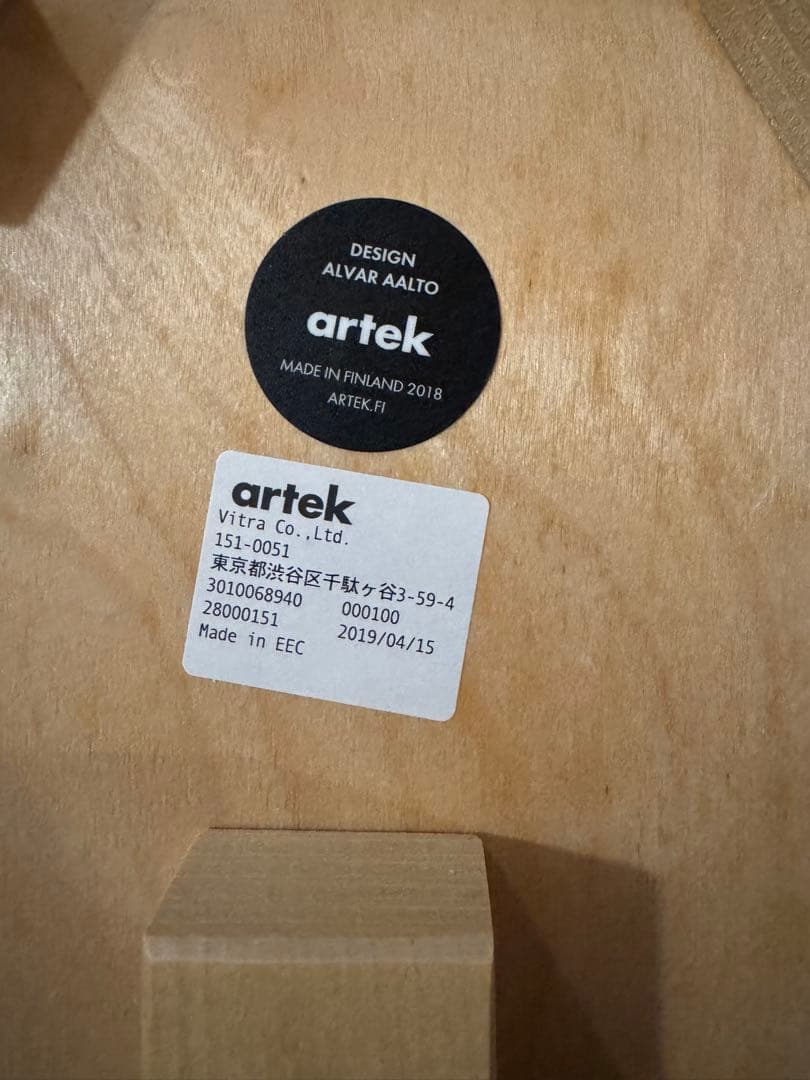 DESIGN
ALVAR AALTO
artek
MADE IN FINLAND 2018
ARTEK.FI
artek
Vitra Co.,Ltd.
151-0051
東京都渋谷区千駄ヶ谷3-59-4
3010068940 000100
28000151 2019/04/15
Made in EEC